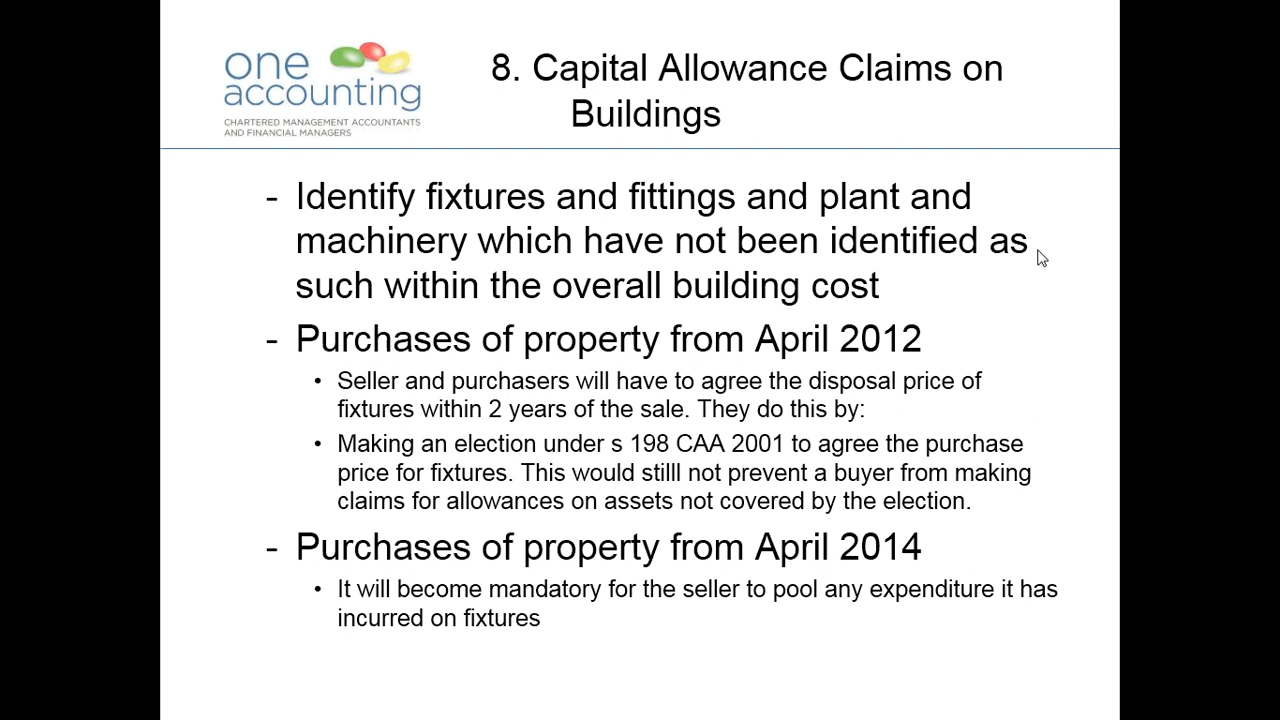 one
accounting
CHARTERED MANAGEMENT ACCOUNTANTS
AND FINANCIAL MANAGERS
8. Capital Allowance Claims on
Buildings
- Identify fixtures and fittings and plant and
machinery which have not been identified as
such within the overall building cost
- Purchases of property from April 2012
• Seller and purchasers will have to agree the disposal price of
fixtures within 2 years of the sale. They do this by:
• Making an election under s 198 CAA 2001 to agree the purchase
price for fixtures. This would stilll not prevent a buyer from making
claims for allowances on assets not covered by the election.
- Purchases of property from April 2014
• It will become mandatory for the seller to pool any expenditure it has
incurred on fixtures